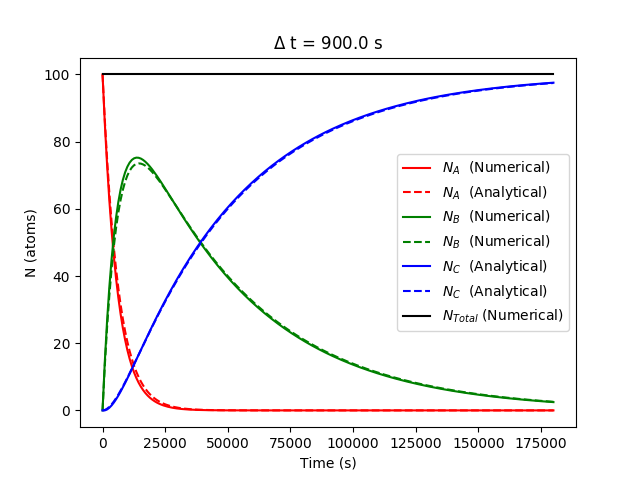 Δ t = 900.0 s
N (atoms)
100
80
60
40
20
0
N_A (Numerical)
N_A (Analytical)
N_B (Numerical)
N_B (Numerical)
N_C (Analytical)
N_C (Analytical)
N_Total (Numerical)
0 25000 50000 75000 100000 125000 150000 175000
Time (s)